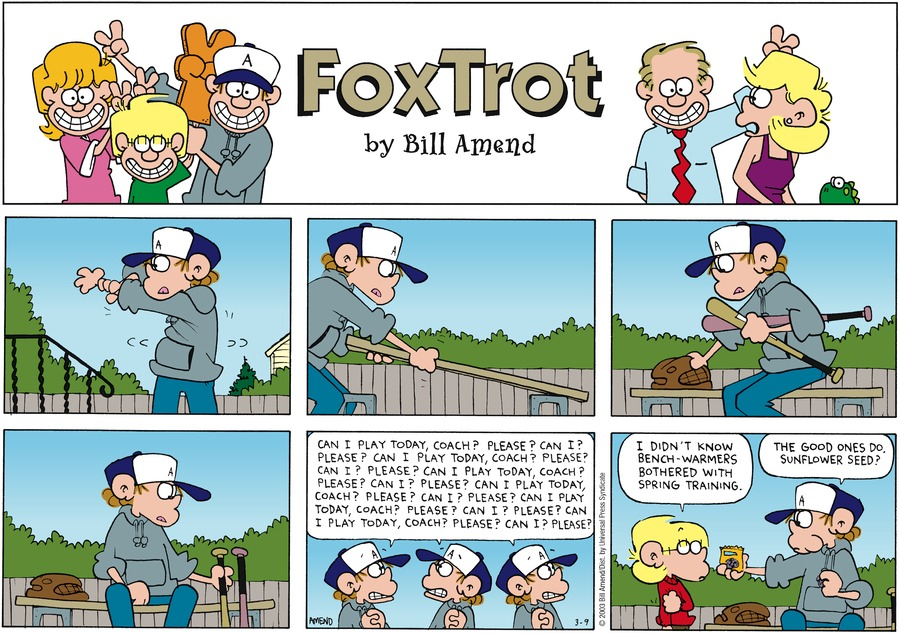 A
FOXTROT
by Bill Amend
A
A
A
A
CAN I PLAY TODAY, COACH? PLEASE? CAN I?
PLEASE? CAN I PLAY TODAY, COACH? PLEASE?
CAN I? PLEASE? CAN I PLAY TODAY, COACH?
PLEASE? CAN I? PLEASE? CAN I PLAY TODAY,
COACH? PLEASE? CAN I? PLEASE? CAN I PLAY
TODAY, COACH? PLEASE? CAN I? PLEASE? CAN
I PLAY TODAY, COACH? PLEASE? CAN I? PLEASE?
A
A
A
AMEND
3-9
© 2003 Bill Amend/Dist. by Universal Press Syndicate
I DIDN'T KNOW
BENCH-WARMERS
BOTHERED WITH
SPRING TRAINING.
THE GOOD ONES DO.
SUNFLOWER SEED?
A